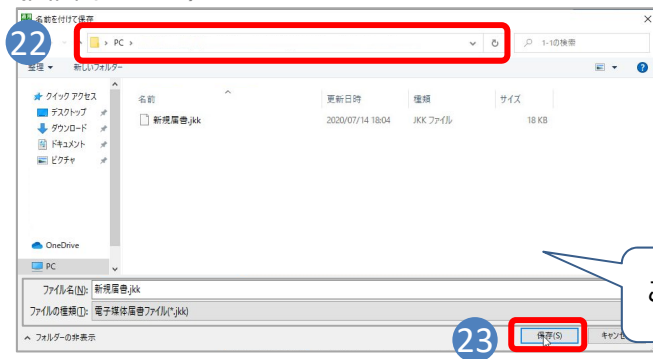 名前を付けて保存
22
PC
1-1の検索
整理 新しいフォルダー
クイック アクセス
デスクトップ
ダウンロード
ドキュメント
ピクチャ
OneDrive
PC
名前 更新日時 種類 サイズ
新規届書.jkk 2020/07/14 18:04 JKK ファイル 18 KB
ファイル名(N): 新規届書.jkk
ファイルの種類(T): 電子媒体届書ファイル(*.jkk)
フォルダーの非表示
23
保存(S)